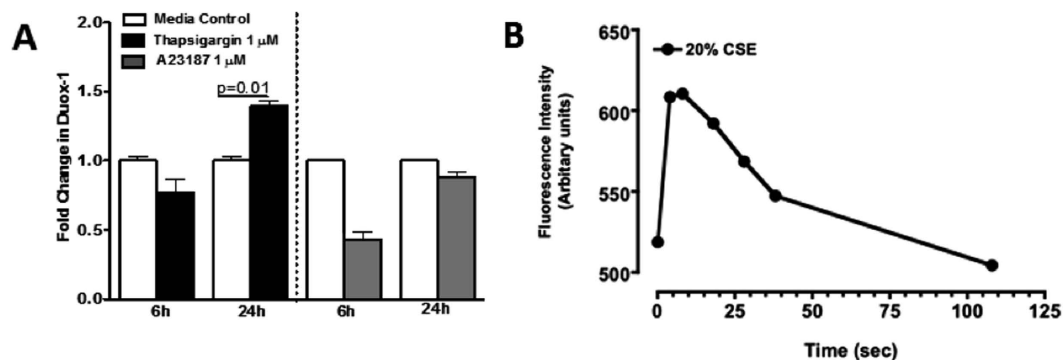 A
Media Control
Thapsigargin 1 µM
A23187 1 µM
p=0.01
Fold Change in Duox-1
2.0
1.5
1.0
0.5
0.0
6h
24h
6h
24h
B
20% CSE
Fluorescence Intensity
(Arbitary units)
650
600
550
500
0
25
50
75
100
125
Time (sec)